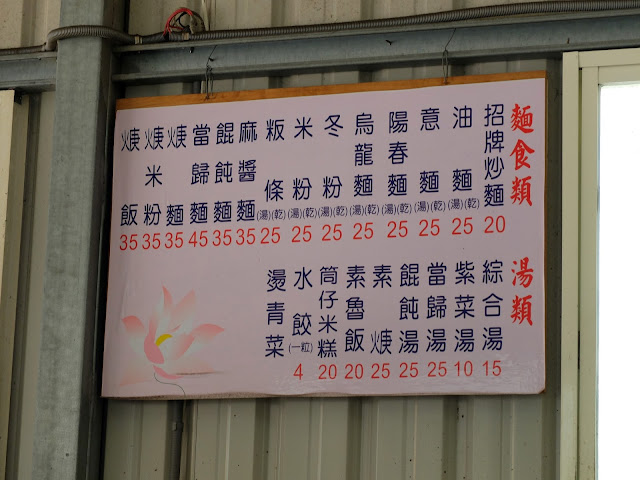 麵食類
招牌炒麵 20
油麵(湯)(乾) 25
意麵(湯)(乾) 25
陽春麵(湯)(乾) 25
烏龍麵(湯)(乾) 25
冬粉(湯)(乾) 25
米粉(湯)(乾) 25
粄條(湯)(乾) 25
麻醬麵 35
餛飩麵 35
當歸麵 45
焿麵 35
焿米粉 35
焿飯 35
湯類
綜合湯 15
紫菜湯 10
當歸湯 25
餛飩湯 25
素焿 25
素魯飯 20
筒仔米糕 20
水餃(一粒) 4
燙青菜